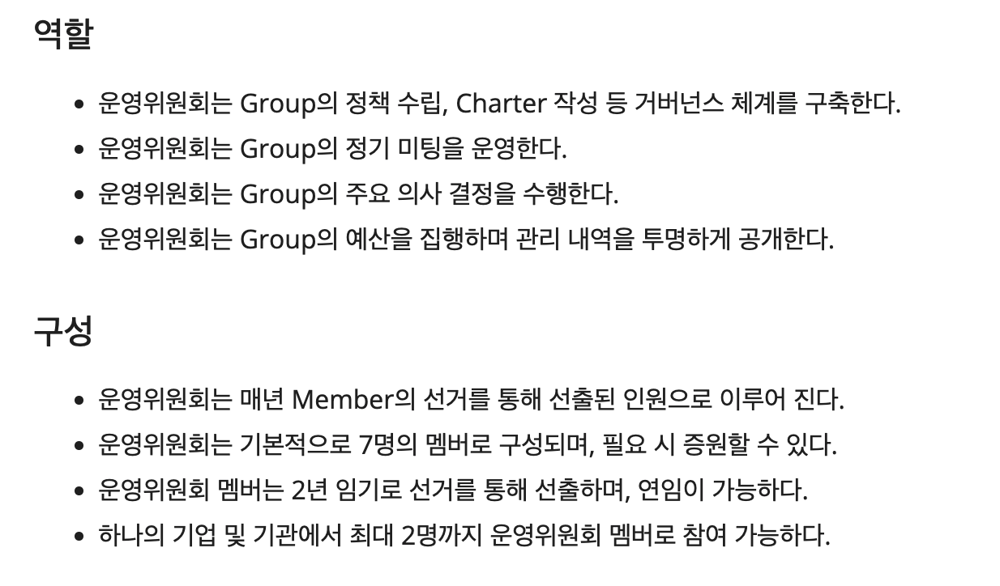 역할
• 운영위원회는 Group의 정책 수립, Charter 작성 등 거버넌스 체계를 구축한다.
• 운영위원회는 Group의 정기 미팅을 운영한다.
• 운영위원회는 Group의 주요 의사 결정을 수행한다.
• 운영위원회는 Group의 예산을 집행하며 관리 내역을 투명하게 공개한다.
구성
• 운영위원회는 매년 Member의 선거를 통해 선출된 인원으로 이루어 진다.
• 운영위원회는 기본적으로 7명의 멤버로 구성되며, 필요 시 증원할 수 있다.
• 운영위원회 멤버는 2년 임기로 선거를 통해 선출하며, 연임이 가능하다.
• 하나의 기업 및 기관에서 최대 2명까지 운영위원회 멤버로 참여 가능하다.